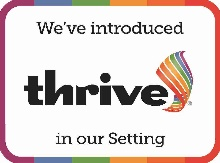 We've introduced
thrive®
in our Setting